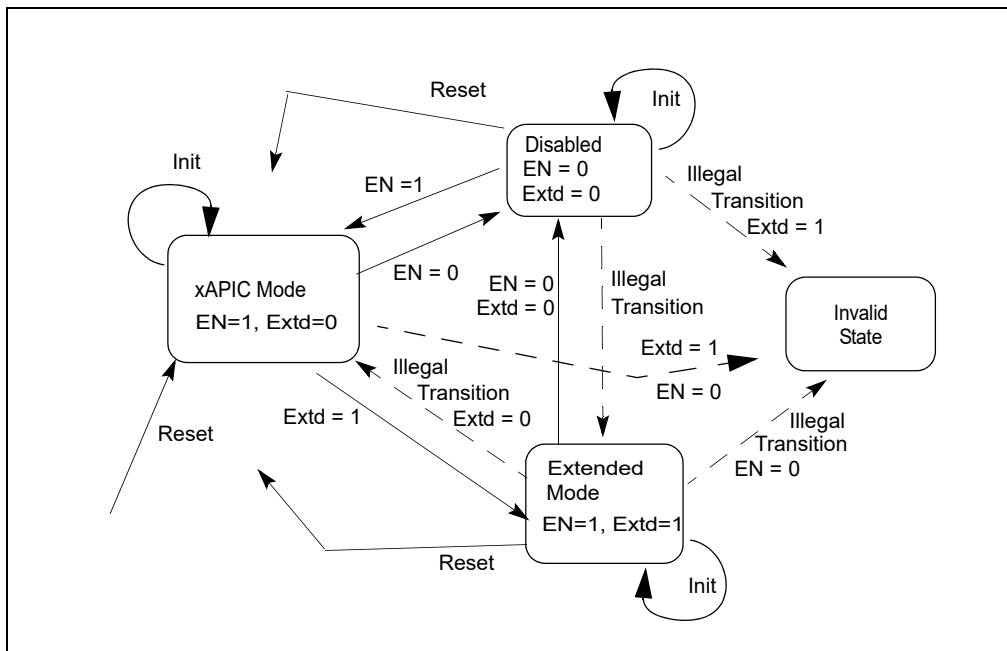 Reset
Init
Disabled
EN = 0
Extd = 0
Init
EN =1
Illegal
Transition
Extd = 1
EN = 0
xAPIC Mode
EN=1, Extd=0
EN = 0
Extd = 0
Illegal
Transition
Invalid
State
Extd = 1
EN = 0
Illegal
Transition
Extd = 0
Extd = 1
Reset
Illegal
Transition
EN = 0
Extended
Mode
EN=1, Extd=1
Reset
Init